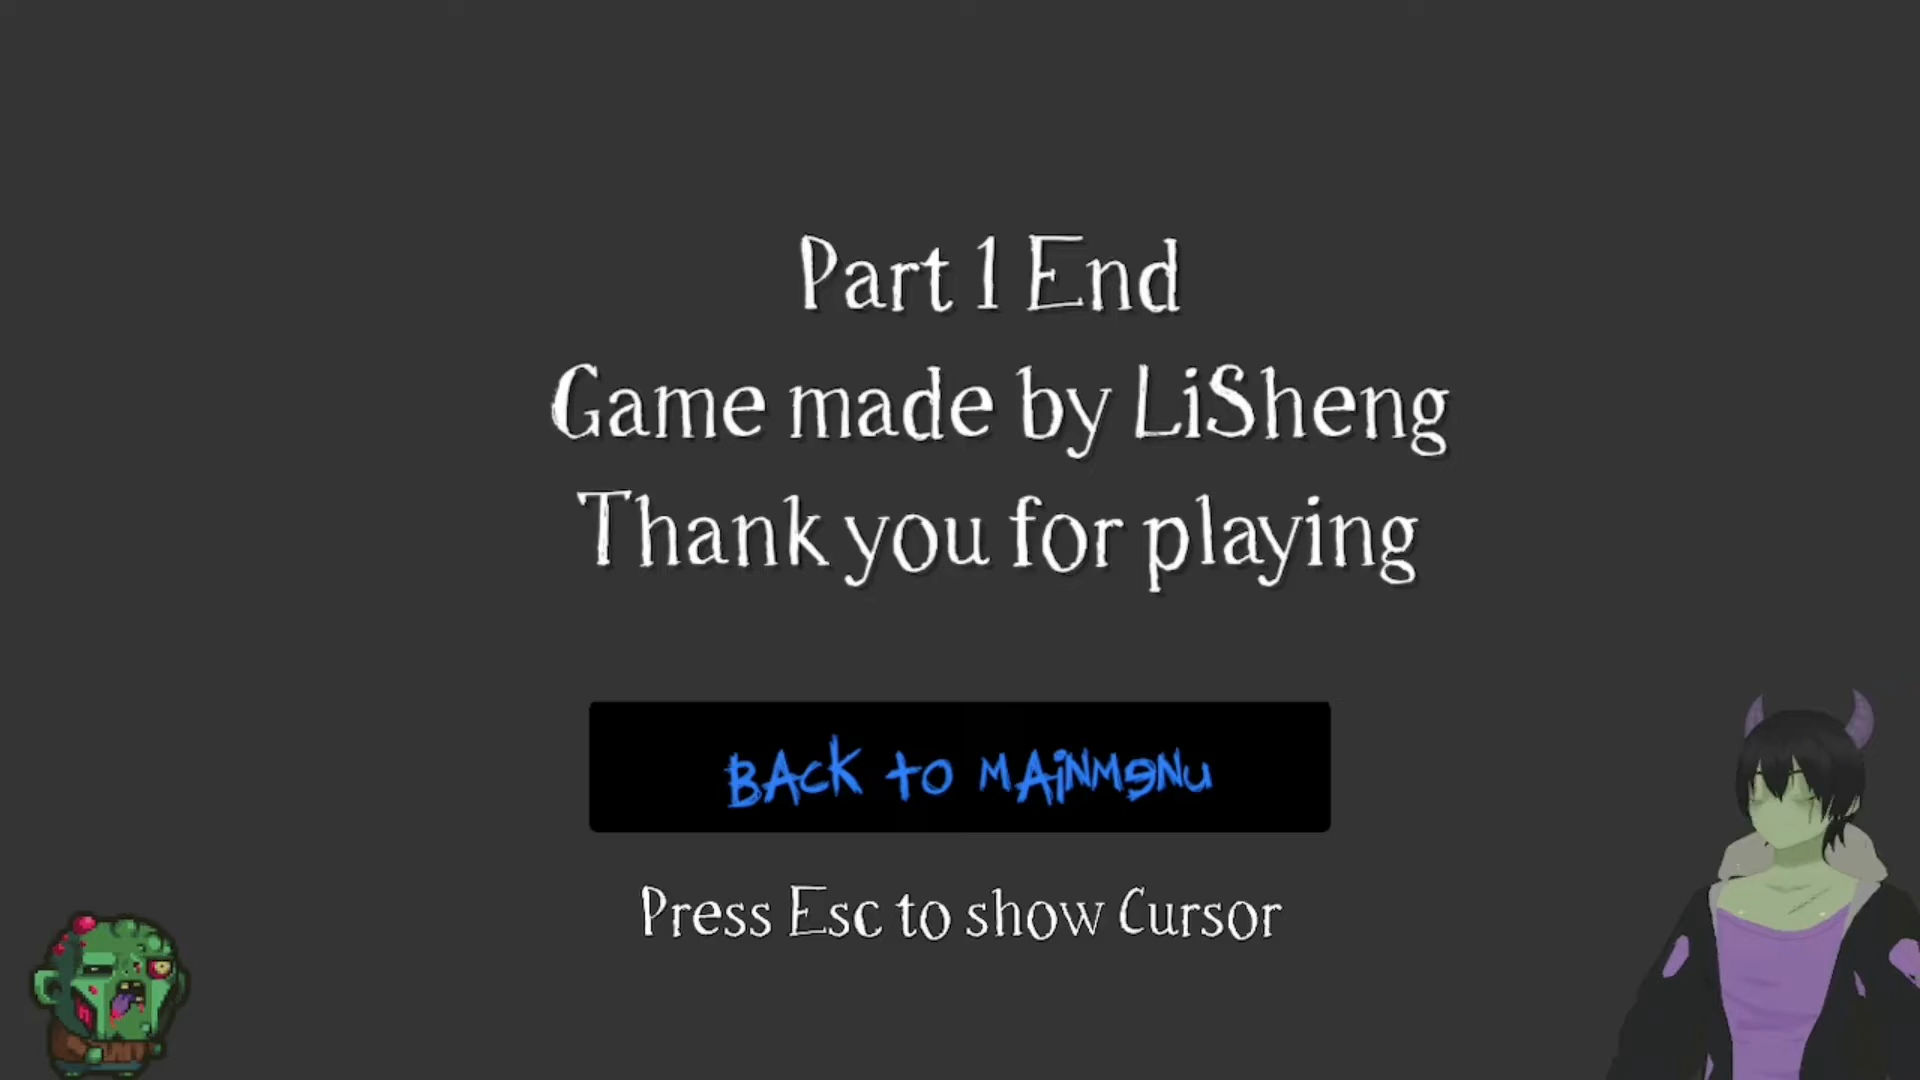 Part 1 End
Game made by LiSheng
Thank you for playing
BACK to MAiNMeNu
Press Esc to show Cursor